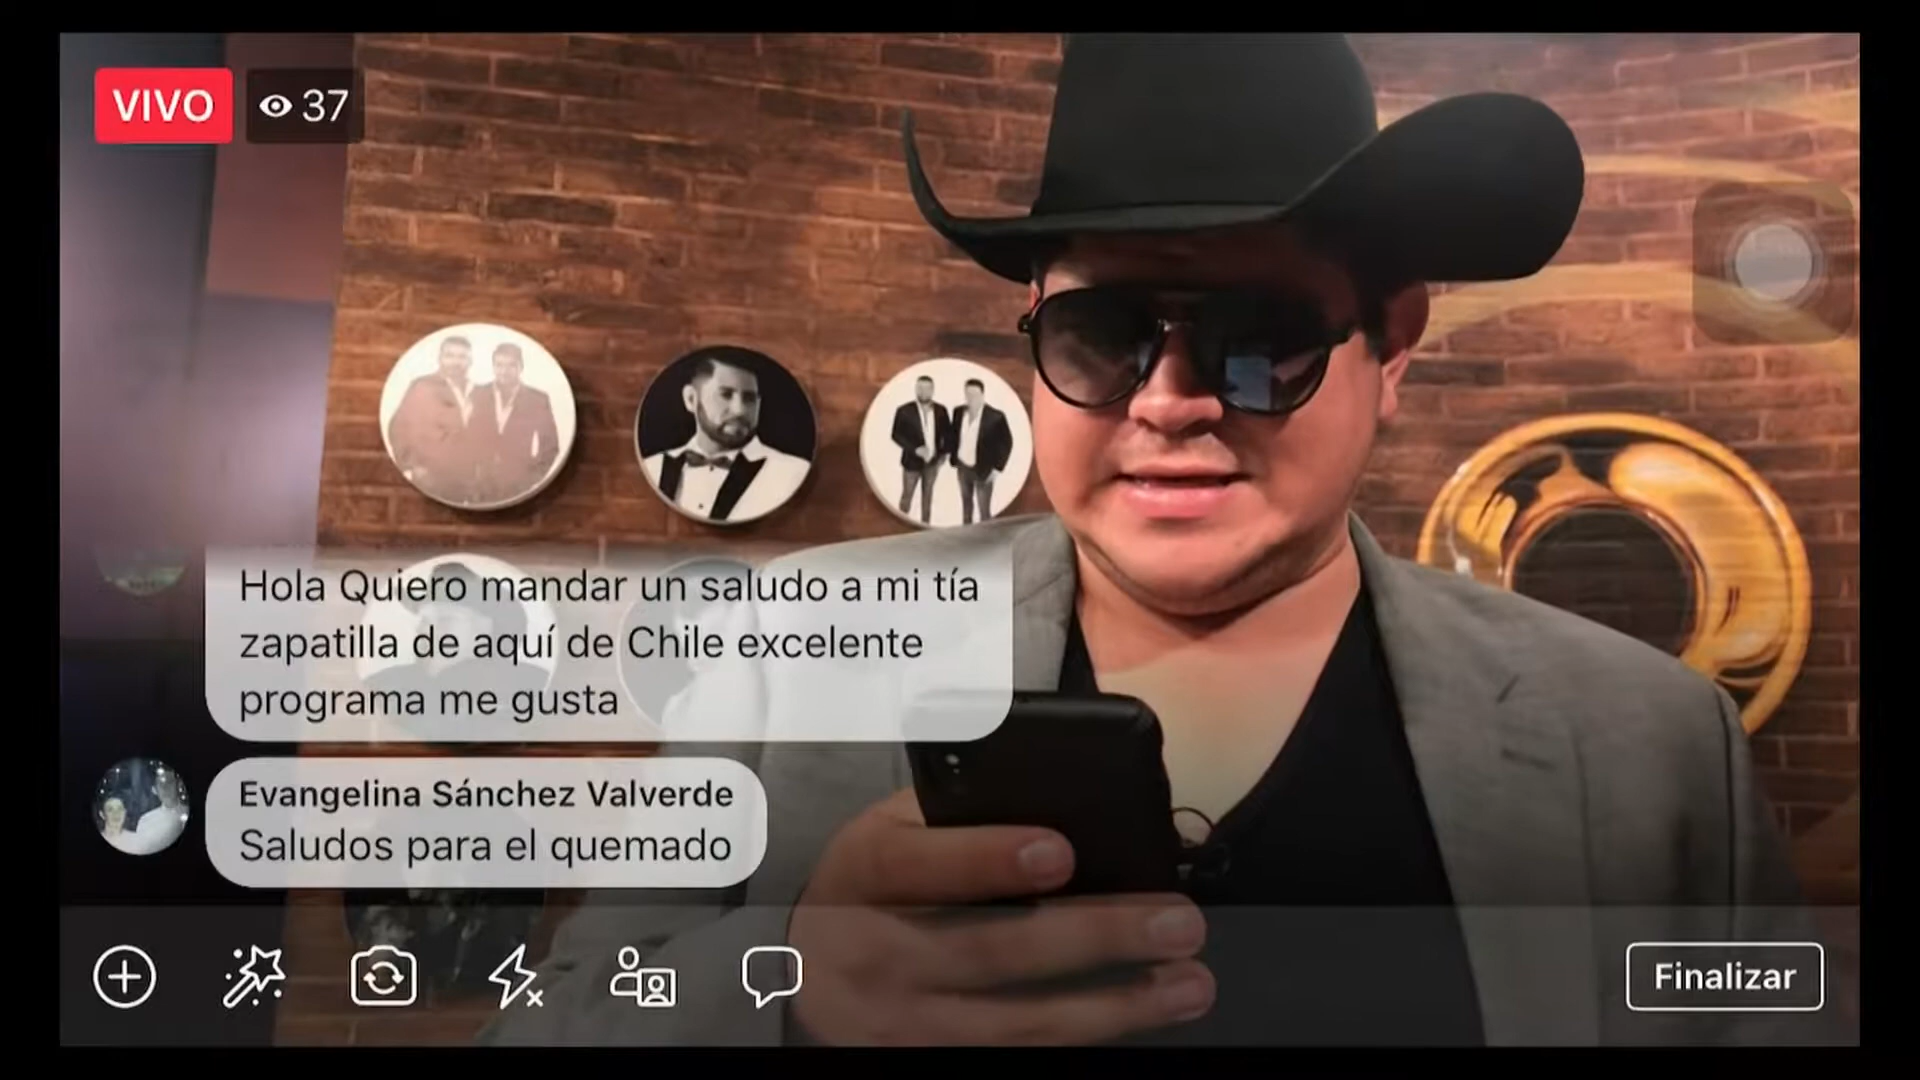 VIVO
37
Hola Quiero mandar un saludo a mi tía
zapatilla de aquí de Chile excelente
programa me gusta
Evangelina Sánchez Valverde
Saludos para el quemado
Finalizar